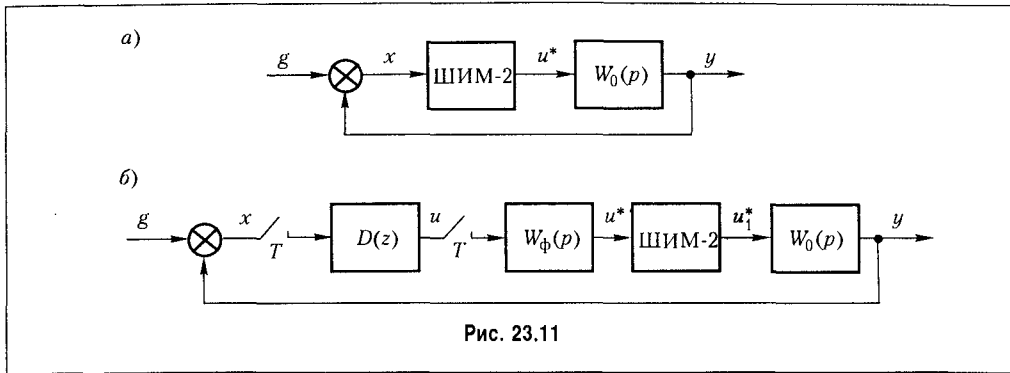 а)
g x ШИМ-2 u* W₀(p) y
б)
g x T D(z) u T Wф(p) u* ШИМ-2 u₁* W₀(p) y
Рис. 23.11